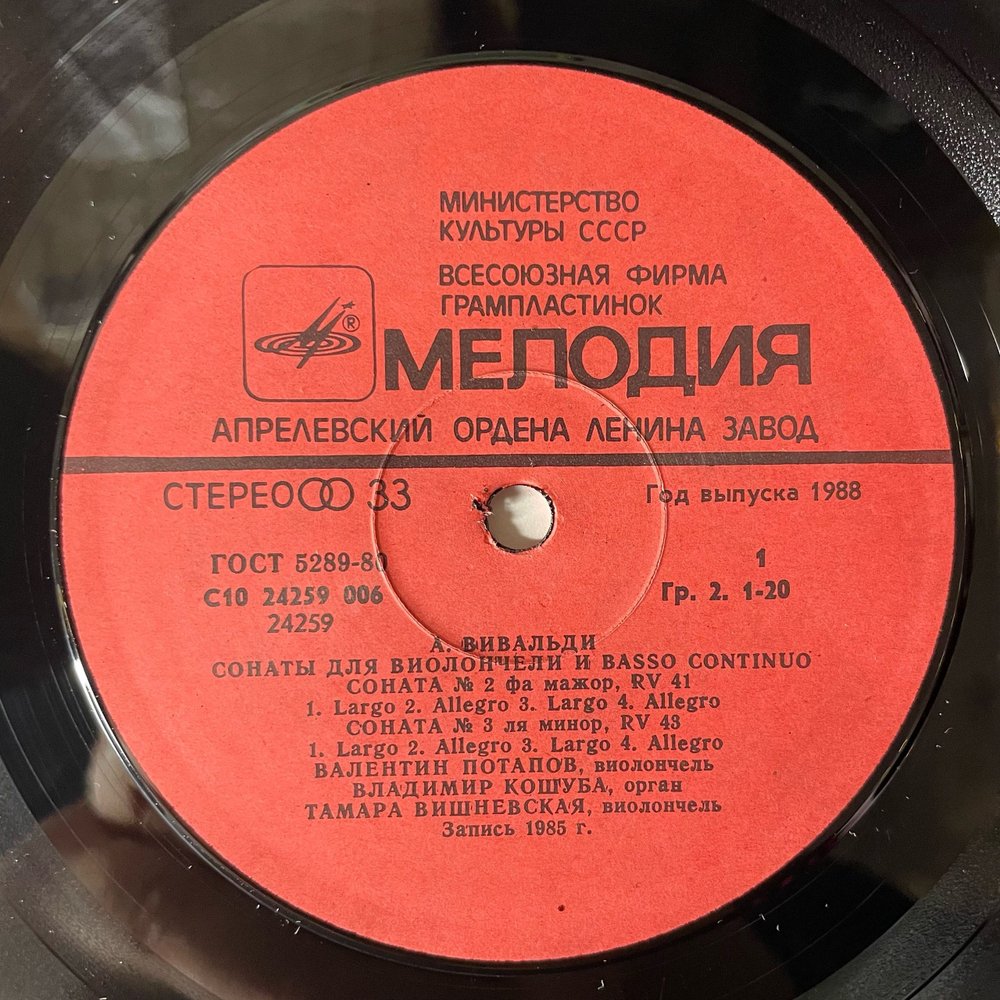 МИНИСТЕРСТВО
КУЛЬТУРЫ СССР
ВСЕСОЮЗНАЯ ФИРМА
ГРАМПЛАСТИНОК
®
МЕЛОДИЯ
АПРЕЛЕВСКИЙ ОРДЕНА ЛЕНИНА ЗАВОД
СТЕРЕО 33
Год выпуска 1988
ГОСТ 5289-80
1
С10 24259 006
Гр. 2. 1-20
24259
А. ВИВАЛЬДИ
СОНАТЫ ДЛЯ ВИОЛОНЧЕЛИ И BASSO CONTINUO
СОНАТА № 2 фа мажор, RV 41
1. Largo 2. Allegro 3. Largo 4. Allegro
СОНАТА № 3 ля минор, RV 43
1. Largo 2. Allegro 3. Largo 4. Allegro
ВАЛЕНТИН ПОТАПОВ, виолончель
ВЛАДИМИР КОШУБА, орган
ТАМАРА ВИШНЕВСКАЯ, виолончель
Запись 1985 г.